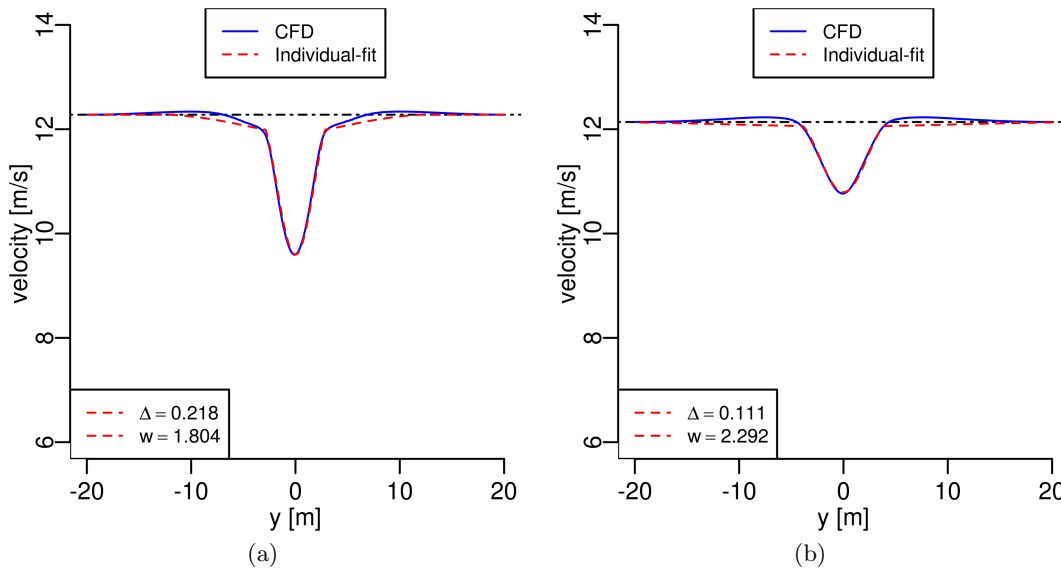 14
12
10
8
6
velocity [m/s]
CFD
Individual-fit
Δ = 0.218
w = 1.804
-20 -10 0 10 20
y [m]
(a)
14
12
10
8
6
velocity [m/s]
CFD
Individual-fit
Δ = 0.111
w = 2.292
-20 -10 0 10 20
y [m]
(b)